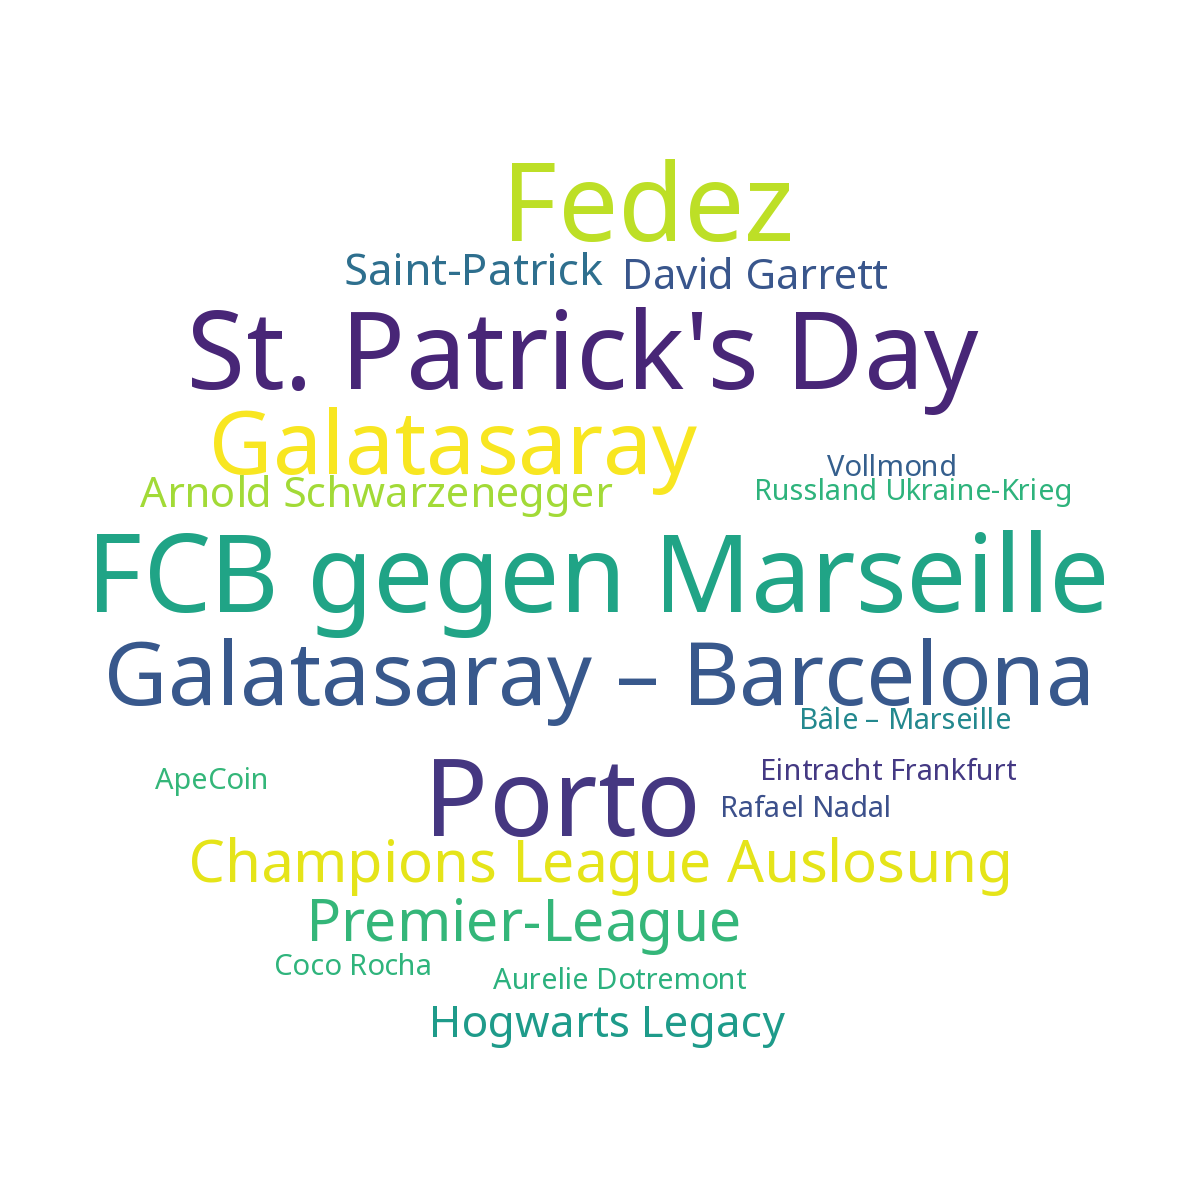 Fedez
Saint-Patrick
David Garrett
St. Patrick's Day
Galatasaray
Vollmond
Arnold Schwarzenegger
Russland Ukraine-Krieg
FCB gegen Marseille
Galatasaray – Barcelona
Bâle – Marseille
ApeCoin
Porto
Eintracht Frankfurt
Rafael Nadal
Champions League Auslosung
Premier-League
Coco Rocha
Aurelie Dotremont
Hogwarts Legacy